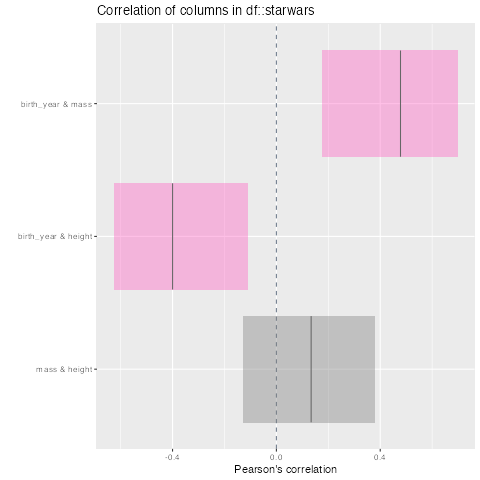 Correlation of columns in df::starwars
birth_year & mass
birth_year & height
mass & height
-0.4
0.0
0.4
Pearson's correlation